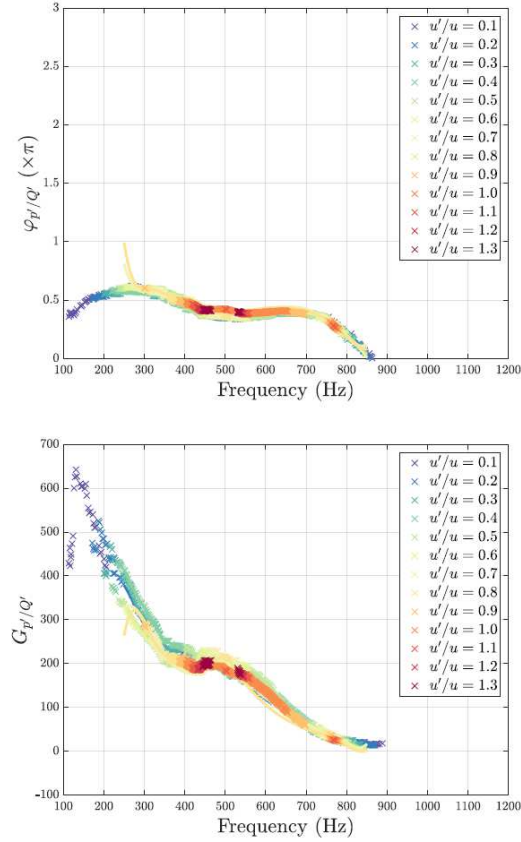 3
2.5
2
1.5
1
0.5
0
φp'/Q' (×π)
100 200 300 400 500 600 700 800 900 1000 1100 1200
Frequency (Hz)
u'/u = 0.1
u'/u = 0.2
u'/u = 0.3
u'/u = 0.4
u'/u = 0.5
u'/u = 0.6
u'/u = 0.7
u'/u = 0.8
u'/u = 0.9
u'/u = 1.0
u'/u = 1.1
u'/u = 1.2
u'/u = 1.3
700
600
500
400
300
200
100
0
-100
Gp'/Q'
100 200 300 400 500 600 700 800 900 1000 1100 1200
Frequency (Hz)
u'/u = 0.1
u'/u = 0.2
u'/u = 0.3
u'/u = 0.4
u'/u = 0.5
u'/u = 0.6
u'/u = 0.7
u'/u = 0.8
u'/u = 0.9
u'/u = 1.0
u'/u = 1.1
u'/u = 1.2
u'/u = 1.3